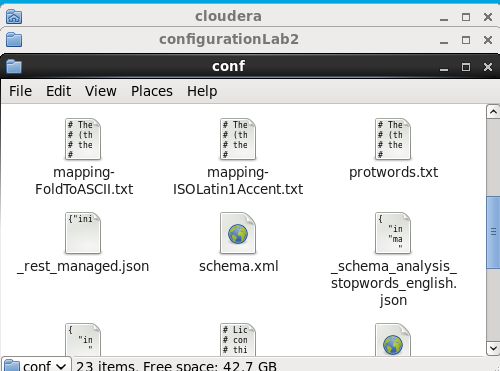 cloudera
configurationLab2
conf
File Edit View Places Help
# The
# (th
# the
#
# The
# (th
# the
#
# The
# (th
# the
#
mapping-
FoldToASCII.txt
mapping-
ISOLatin1Accent.txt
protwords.txt
{"ini
{
"in
"ma
_rest_managed.json
schema.xml
_schema_analysis_
stopwords_english.
json
{
"in
# Lic
# con
# thi
conf 23 items, Free space: 42.7 GB